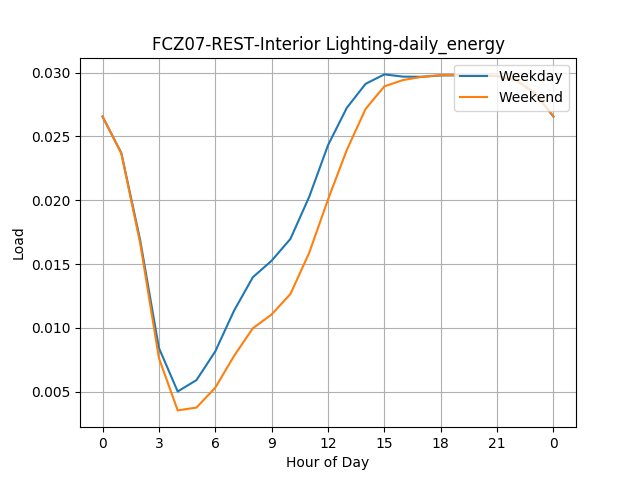 FCZ07-REST-Interior Lighting-daily_energy
0.030
0.025
0.020
0.015
0.010
0.005
Load
Weekday
Weekend
0 3 6 9 12 15 18 21 0
Hour of Day